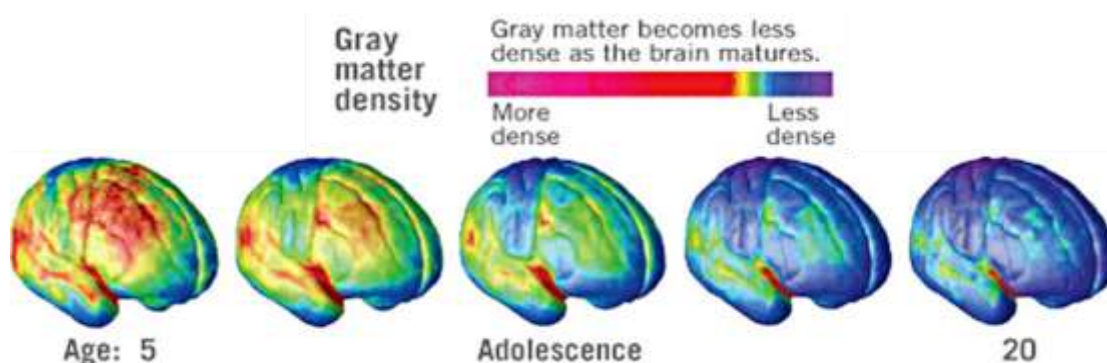 Gray
matter
density
Gray matter becomes less
dense as the brain matures.
More
dense
Less
dense
Age: 5
Adolescence
20